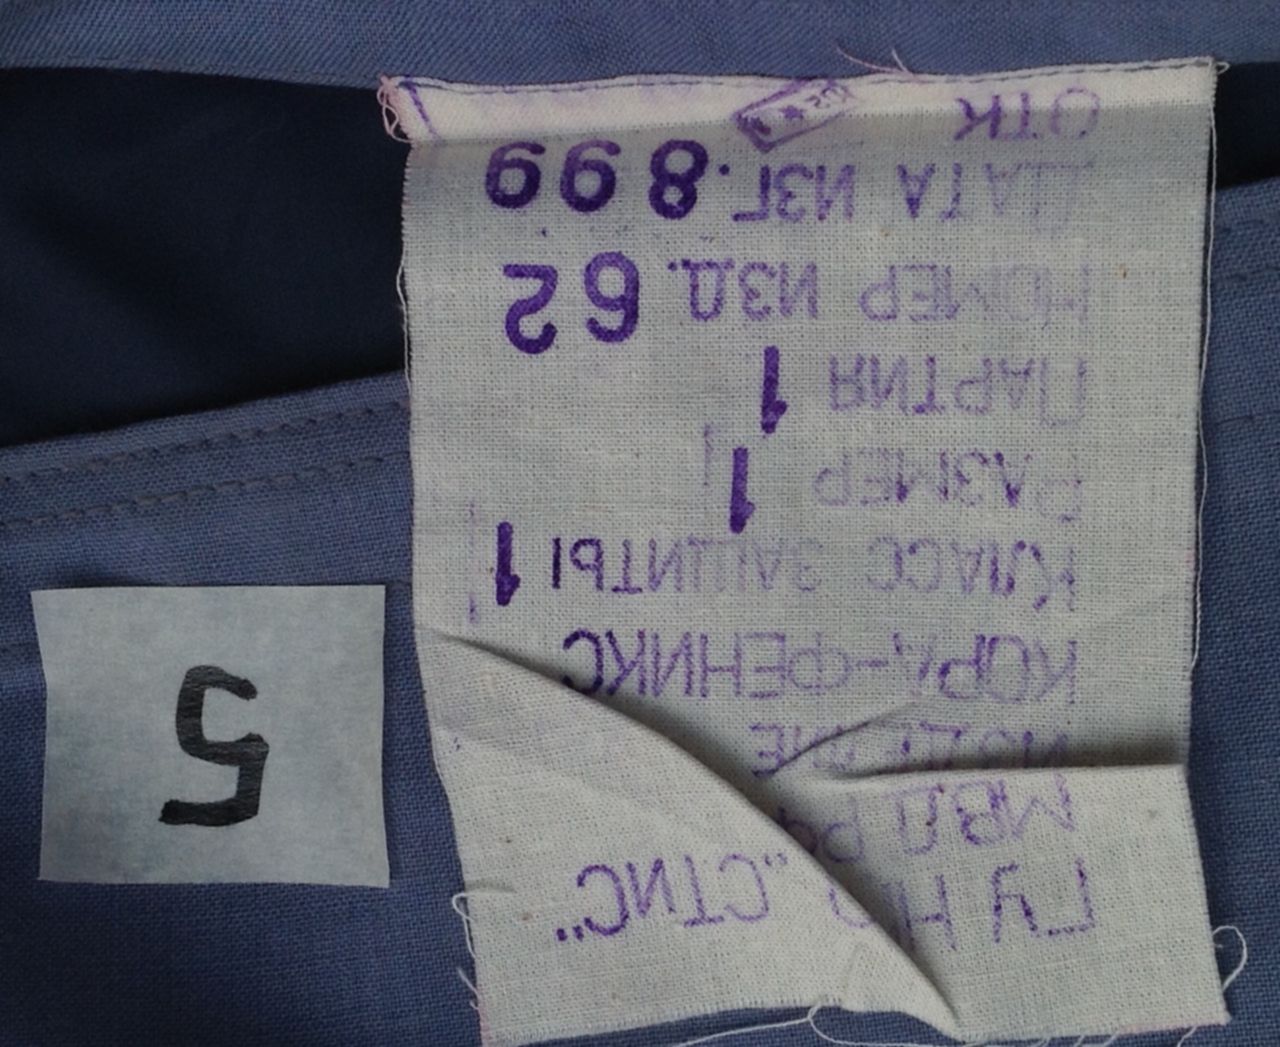 ГУ НПО „СТИС"
МВД РФ
ИЗДЕЛИЕ
КОРА-ФЕНИКС
КЛАСС ЗАЩИТЫ 1
РАЗМЕР 1
ПАРТИЯ 1
НОМЕР ИЗД. 62
ДАТА ИЗГ. 8 99
ОТК
5